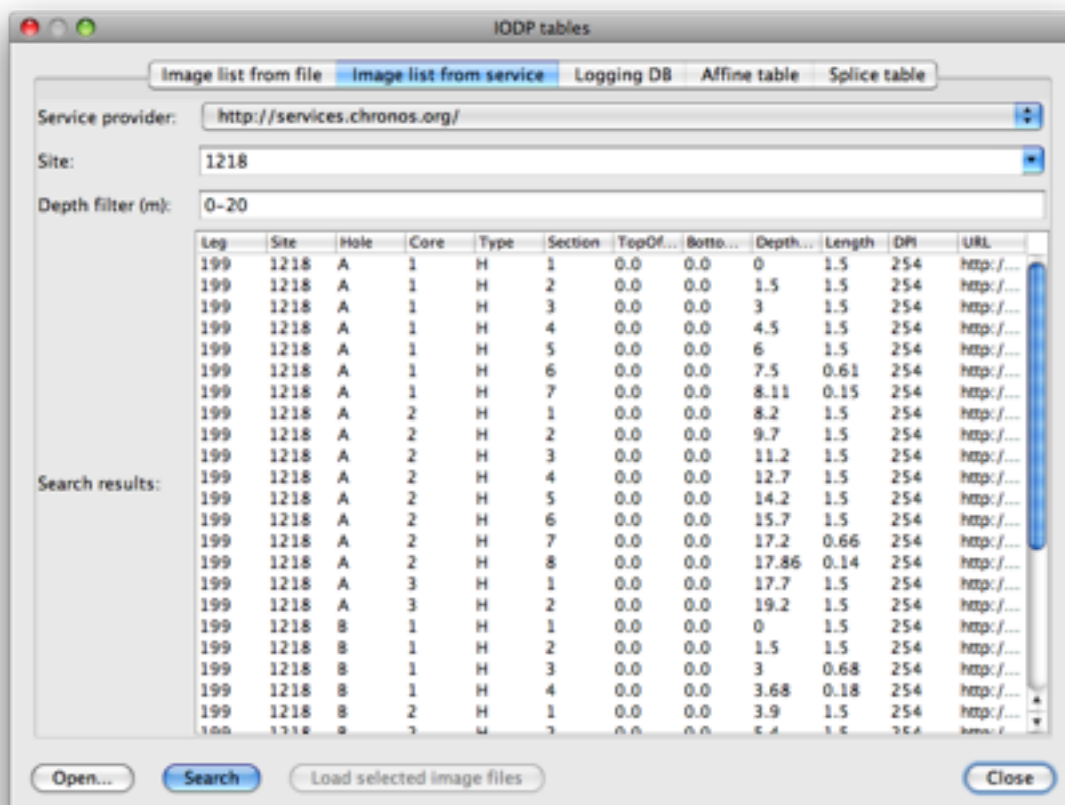 IODP tables
Image list from file Image list from service Logging DB Affine table Splice table
Service provider: http://services.chronos.org/
Site: 1218
Depth filter (m): 0-20
Search results:
Leg Site Hole Core Type Section TopOf... Botto... Depth... Length DPI URL
199 1218 A 1 H 1 0.0 0.0 0 1.5 254 http:/....
199 1218 A 1 H 2 0.0 0.0 1.5 1.5 254 http:/....
199 1218 A 1 H 3 0.0 0.0 3 1.5 254 http:/....
199 1218 A 1 H 4 0.0 0.0 4.5 1.5 254 http:/....
199 1218 A 1 H 5 0.0 0.0 6 1.5 254 http:/....
199 1218 A 1 H 6 0.0 0.0 7.5 0.61 254 http:/....
199 1218 A 1 H 7 0.0 0.0 8.11 0.15 254 http:/....
199 1218 A 2 H 1 0.0 0.0 8.2 1.5 254 http:/....
199 1218 A 2 H 2 0.0 0.0 9.7 1.5 254 http:/....
199 1218 A 2 H 3 0.0 0.0 11.2 1.5 254 http:/....
199 1218 A 2 H 4 0.0 0.0 12.7 1.5 254 http:/....
199 1218 A 2 H 5 0.0 0.0 14.2 1.5 254 http:/....
199 1218 A 2 H 6 0.0 0.0 15.7 1.5 254 http:/....
199 1218 A 2 H 7 0.0 0.0 17.2 0.66 254 http:/....
199 1218 A 2 H 8 0.0 0.0 17.86 0.14 254 http:/....
199 1218 A 3 H 1 0.0 0.0 17.7 1.5 254 http:/....
199 1218 A 3 H 2 0.0 0.0 19.2 1.5 254 http:/....
199 1218 B 1 H 1 0.0 0.0 0 1.5 254 http:/....
199 1218 B 1 H 2 0.0 0.0 1.5 1.5 254 http:/....
199 1218 B 1 H 3 0.0 0.0 3 0.68 254 http:/....
199 1218 B 1 H 4 0.0 0.0 3.68 0.18 254 http:/....
199 1218 B 2 H 1 0.0 0.0 3.9 1.5 254 http:/....
Open... Search Load selected image files Close